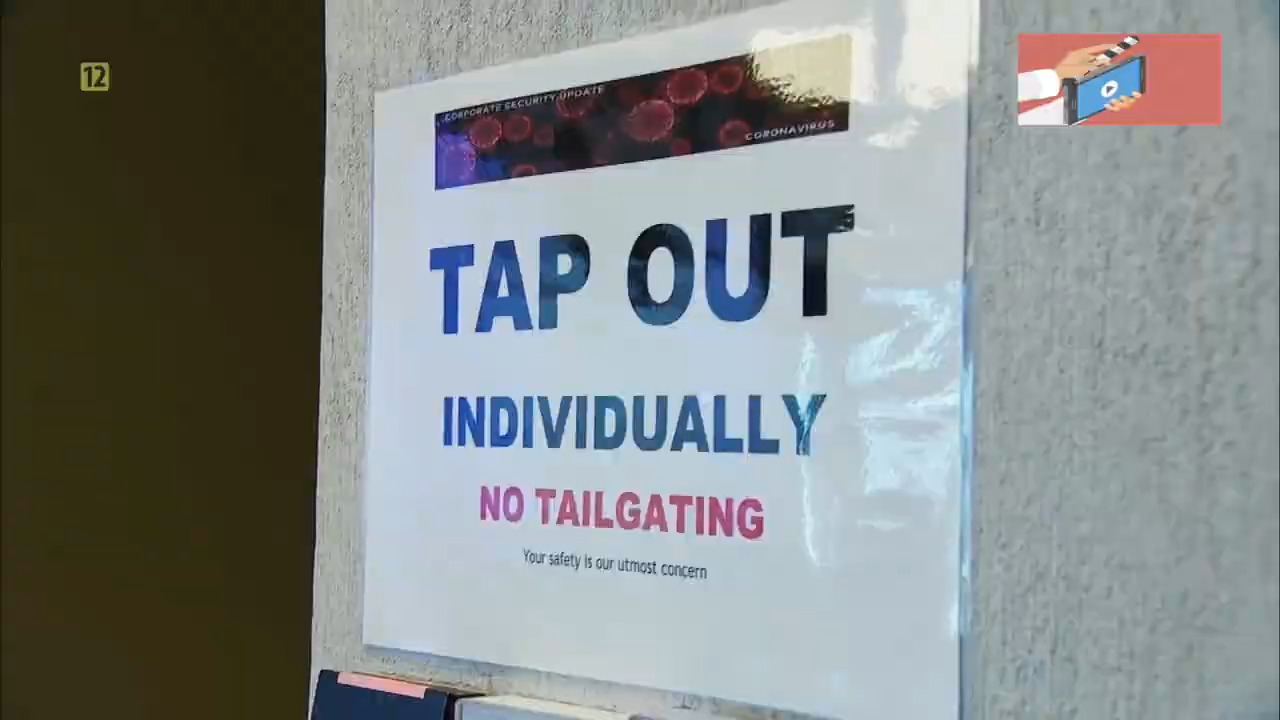 12
CORPORATE SECURITY UPDATE
CORONAVIRUS
TAP OUT
INDIVIDUALLY
NO TAILGATING
Your safety is our utmost concern